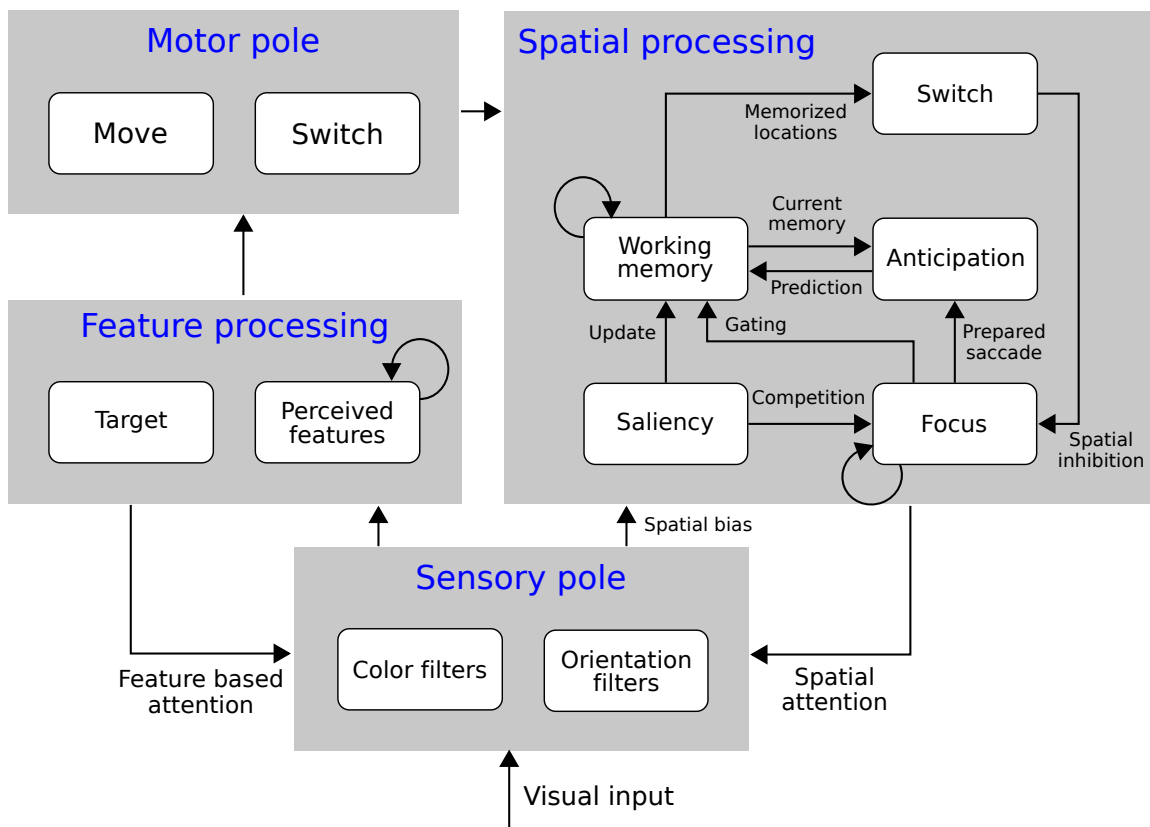 Motor pole
Move
Switch
Spatial processing
Switch
Memorized
locations
Working
memory
Current
memory
Anticipation
Prediction
Update
Gating
Prepared
saccade
Saliency
Competition
Focus
Spatial
inhibition
Feature processing
Target
Perceived
features
Spatial bias
Sensory pole
Color filters
Orientation
filters
Feature based
attention
Spatial
attention
Visual input